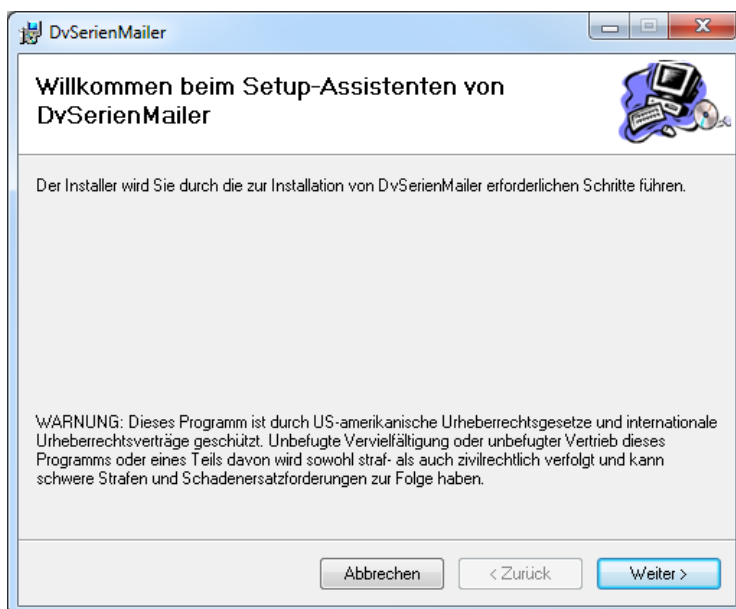 DvSerienMailer
Willkommen beim Setup-Assistenten von
DvSerienMailer
Der Installer wird Sie durch die zur Installation von DvSerienMailer erforderlichen Schritte führen.
WARNUNG: Dieses Programm ist durch US-amerikanische Urheberrechtsgesetze und internationale
Urheberrechtsverträge geschützt. Unbefugte Vervielfältigung oder unbefugter Vertrieb dieses
Programms oder eines Teils davon wird sowohl straf- als auch zivilrechtlich verfolgt und kann
schwere Strafen und Schadenersatzforderungen zur Folge haben.
Abbrechen < Zurück Weiter >